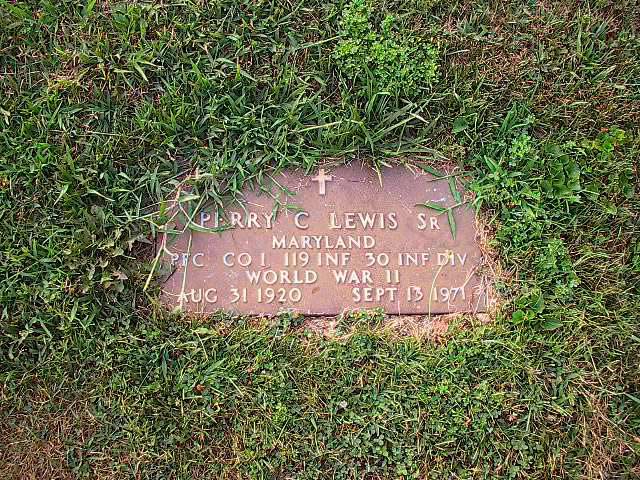 PERRY C LEWIS SR
MARYLAND
PFC CO I 119 INF 30 INF DIV
WORLD WAR II
AUG 31 1920 SEPT 13 1971